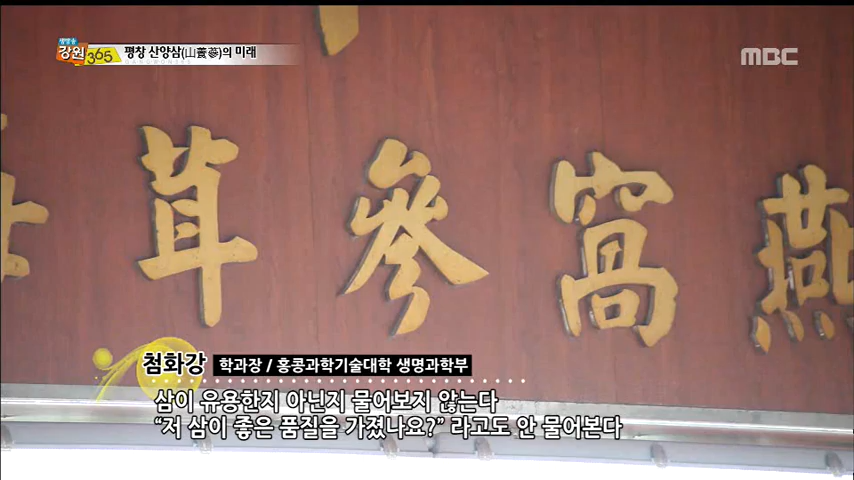 생방송
강원365
평창 산양삼(山養蔘)의 미래
MBC
茸 參 窩 燕
첨화강 학과장 / 홍콩과학기술대학 생명과학부
삼이 유용한지 아닌지 물어보지 않는다
“저 삼이 좋은 품질을 가졌나요?” 라고도 안 물어본다